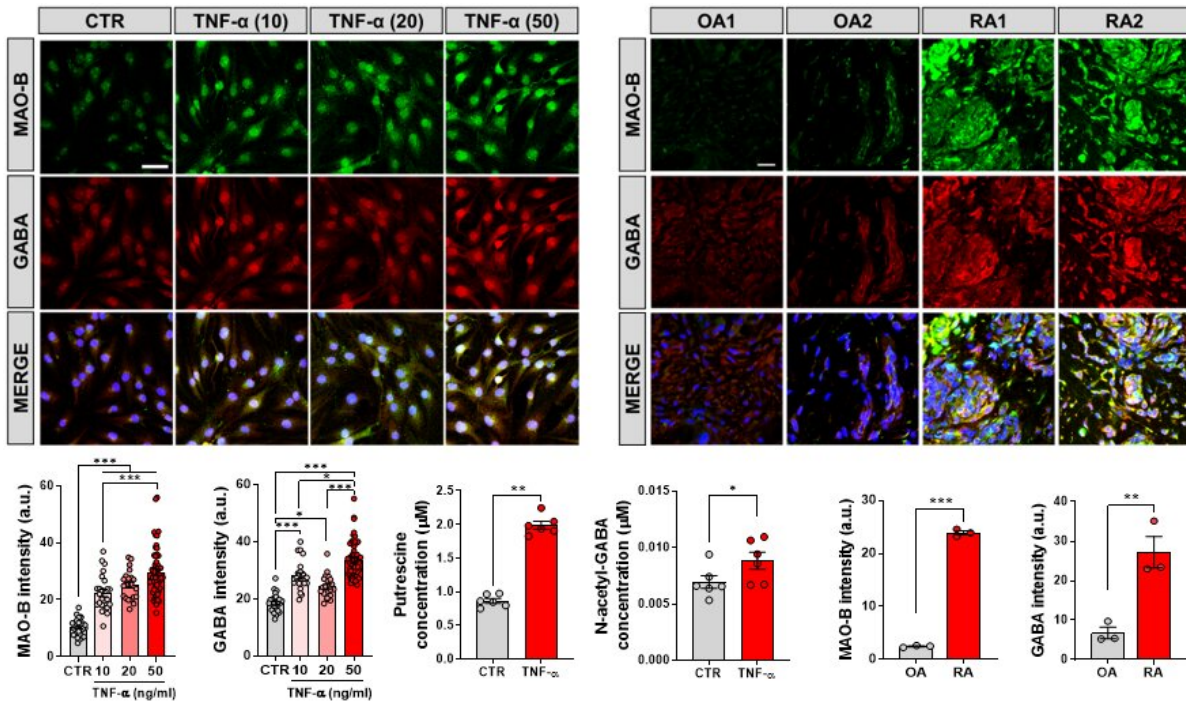 CTR TNF-α (10) TNF-α (20) TNF-α (50)
MAO-B
GABA
MERGE
OA1 OA2 RA1 RA2
MAO-B
GABA
MERGE
MAO-B intensity (a.u.)
60
40
20
0
***
***
CTR 10 20 50
TNF-α (ng/ml)
GABA intensity (a.u.)
60
40
20
0
***
*
***
*
***
CTR 10 20 50
TNF-α (ng/ml)
Putrescine
concentration (µM)
2.5
2.0
1.5
1.0
0.5
0.0
**
CTR TNF-α
N-acetyl-GABA
concentration (µM)
0.015
0.010
0.005
0.000
*
CTR TNF-α
MAO-B intensity (a.u.)
30
20
10
0
***
OA RA
GABA intensity (a.u.)
40
30
20
10
0
**
OA RA